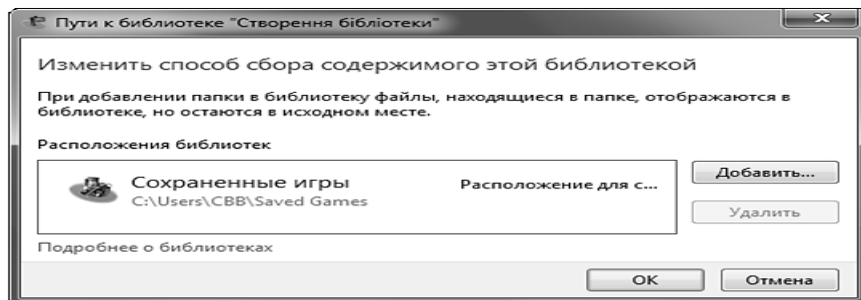 Пути к библиотеке "Створення бібліотеки"
Изменить способ сбора содержимого этой библиотекой
При добавлении папки в библиотеку файлы, находящиеся в папке, отображаются в
библиотеке, но остаются в исходном месте.
Расположения библиотек
Сохраненные игры Расположение для с...
C:\Users\CBB\Saved Games
Добавить...
Удалить
Подробнее о библиотеках
ОК Отмена